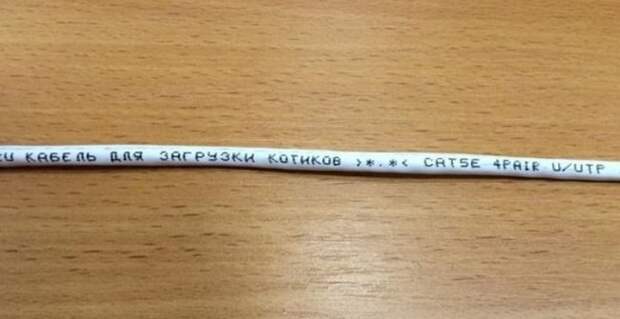 КАБЕЛЬ ДЛЯ ЗАГРУЗКИ КОТИКОВ >*.*< CAT5E 4PAIR U/UTP